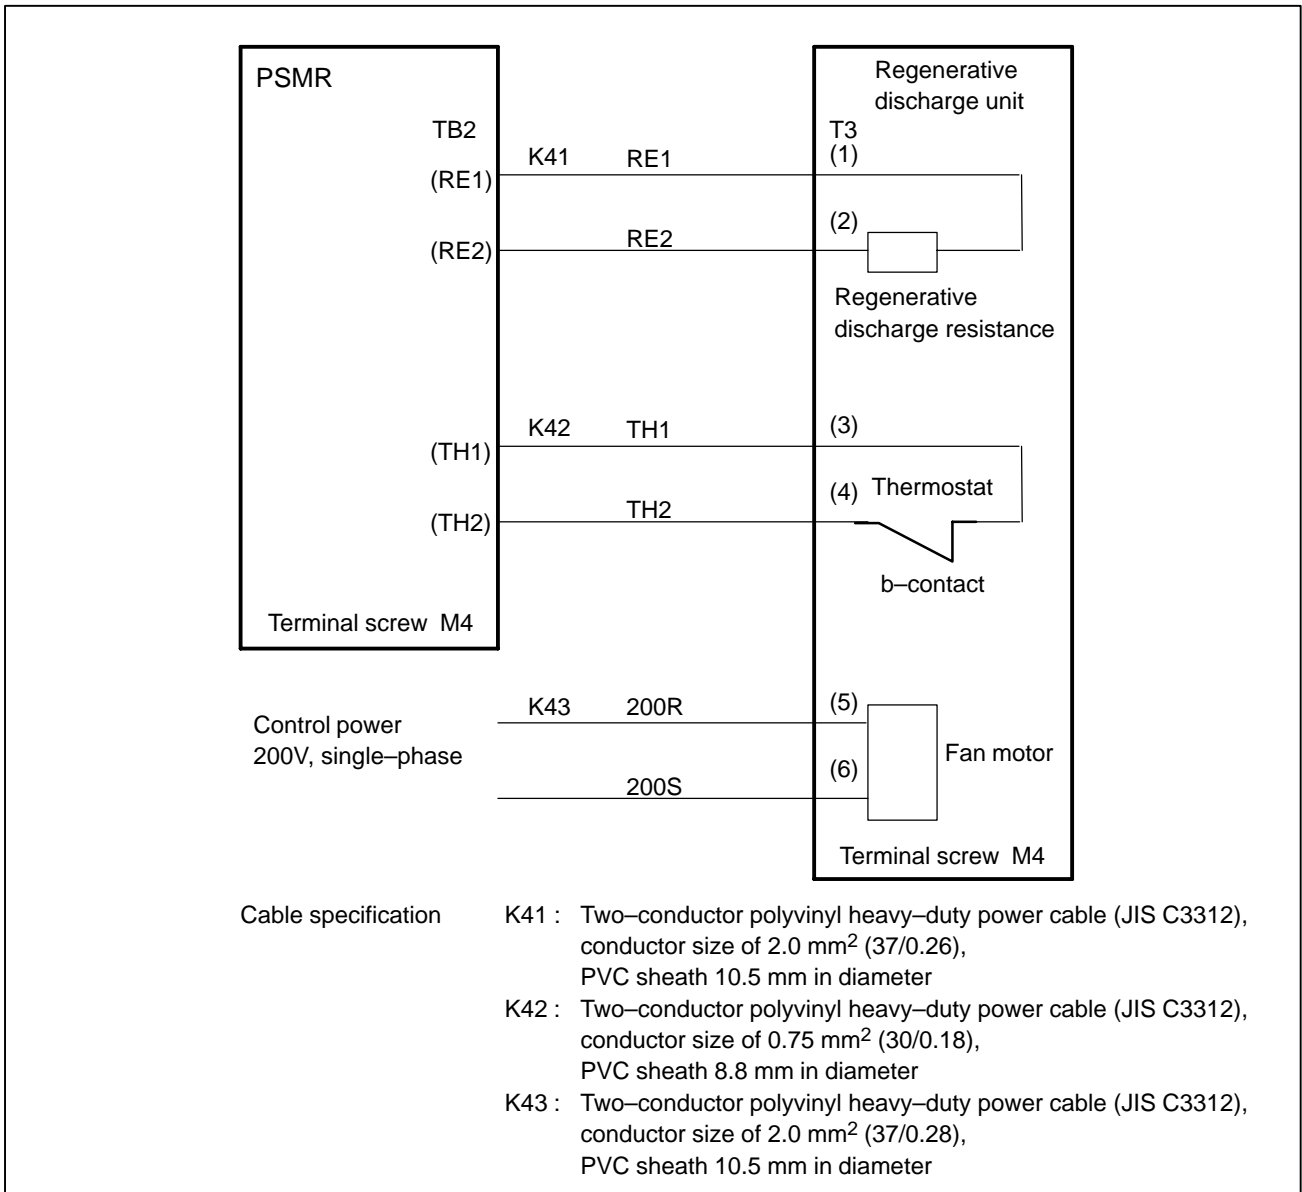 PSMR
Regenerative
discharge unit
TB2
T3
K41
RE1
(1)
(RE1)
(2)
RE2
(RE2)
Regenerative
discharge resistance
K42
TH1
(3)
(TH1)
(4)
Thermostat
TH2
(TH2)
b–contact
Terminal screw M4
K43
200R
(5)
Control power
200V, single–phase
Fan motor
(6)
200S
Terminal screw M4
Cable specification
K41 : Two–conductor polyvinyl heavy–duty power cable (JIS C3312),
conductor size of 2.0 mm² (37/0.26),
PVC sheath 10.5 mm in diameter
K42 : Two–conductor polyvinyl heavy–duty power cable (JIS C3312),
conductor size of 0.75 mm² (30/0.18),
PVC sheath 8.8 mm in diameter
K43 : Two–conductor polyvinyl heavy–duty power cable (JIS C3312),
conductor size of 2.0 mm² (37/0.28),
PVC sheath 10.5 mm in diameter